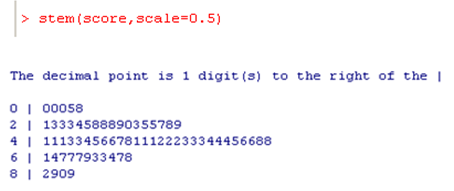 > stem(score,scale=0.5)
The decimal point is 1 digit(s) to the right of the |
0 | 00058
2 | 13334588890355789
4 | 1113345667811122233344456688
6 | 14777933478
8 | 2909